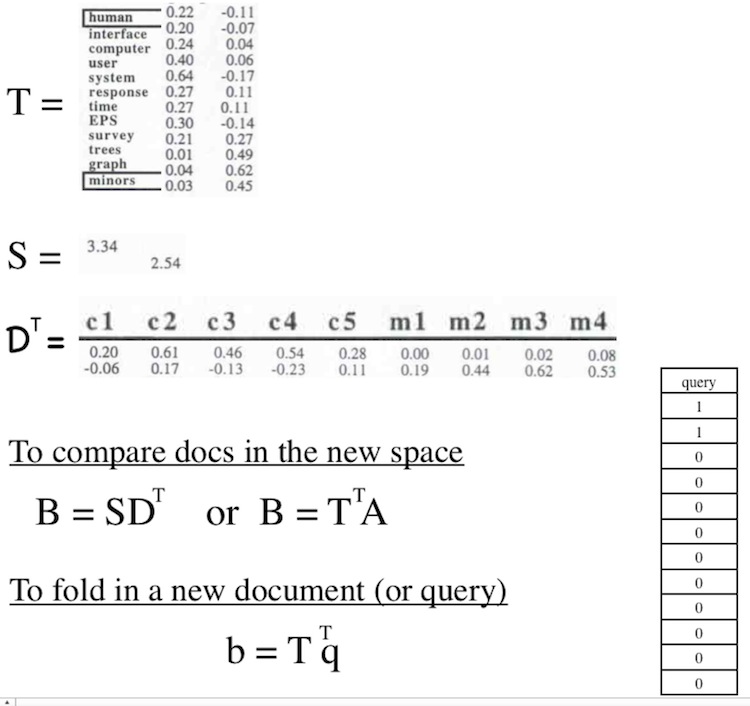 T =
human 0.22 -0.11
interface 0.20 -0.07
computer 0.24 0.04
user 0.40 0.06
system 0.64 -0.17
response 0.27 0.11
time 0.27 0.11
EPS 0.30 -0.14
survey 0.21 0.27
trees 0.01 0.49
graph 0.04 0.62
minors 0.03 0.45
S =
3.34
2.54
Dᵀ =
c1 c2 c3 c4 c5 m1 m2 m3 m4
0.20 0.61 0.46 0.54 0.28 0.00 0.01 0.02 0.08
-0.06 0.17 -0.13 -0.23 0.11 0.19 0.44 0.62 0.53
To compare docs in the new space
B = SDᵀ or B = TᵀA
To fold in a new document (or query)
b = Tᵀq
query
1
1
0
0
0
0
0
0
0
0
0
0